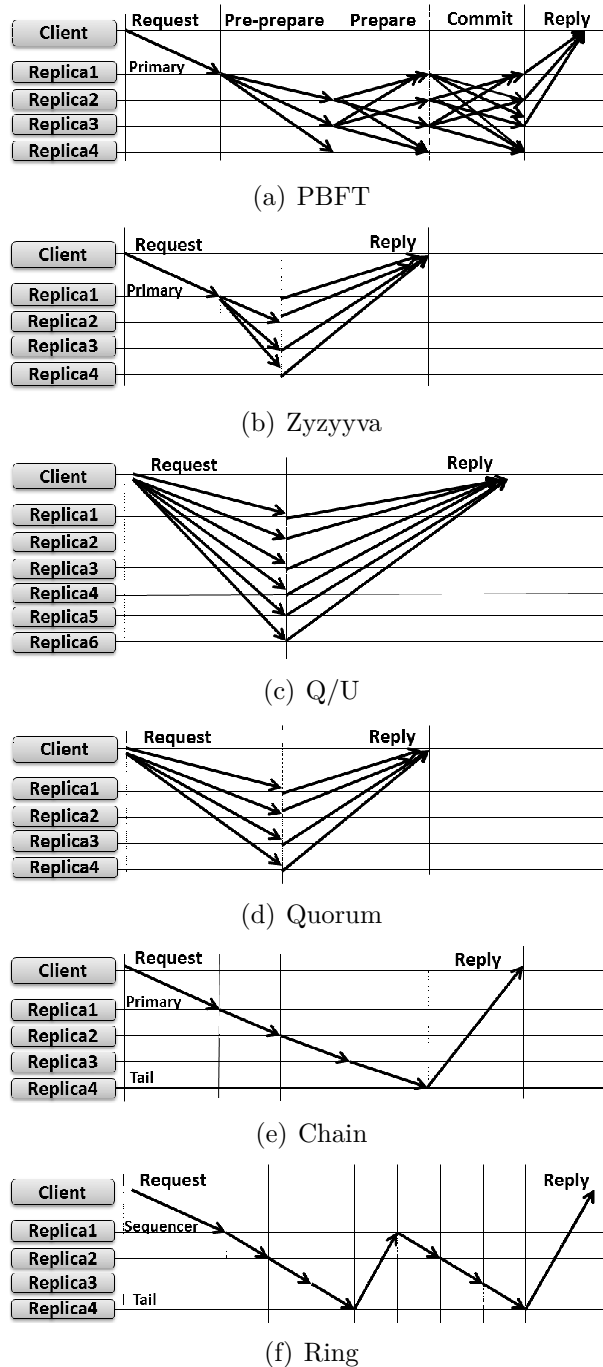 Request Pre-prepare Prepare Commit Reply
Client
Replica1 Primary
Replica2
Replica3
Replica4
(a) PBFT
Request Reply
Client
Replica1 Primary
Replica2
Replica3
Replica4
(b) Zyzyyva
Request Reply
Client
Replica1
Replica2
Replica3
Replica4
Replica5
Replica6
(c) Q/U
Request Reply
Client
Replica1
Replica2
Replica3
Replica4
(d) Quorum
Request Reply
Client
Replica1 Primary
Replica2
Replica3
Replica4 Tail
(e) Chain
Request Reply
Client
Replica1 Sequencer
Replica2
Replica3
Replica4 Tail
(f) Ring